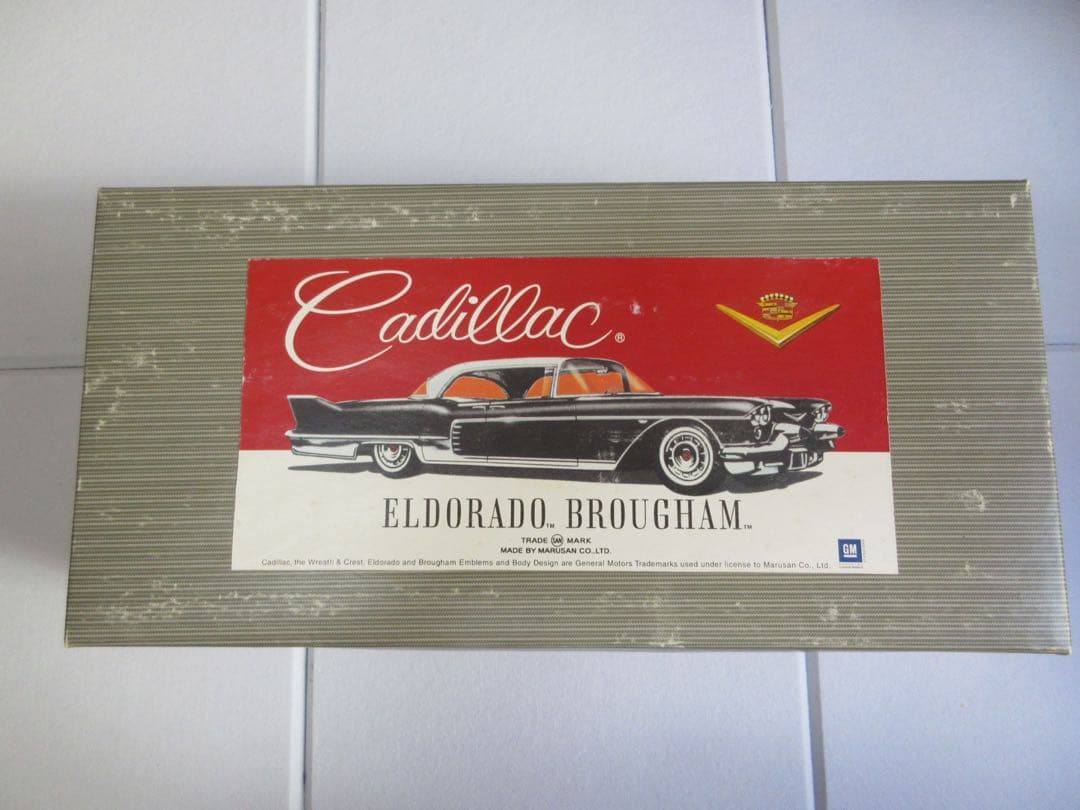 Cadillac®
ELDORADO™ BROUGHAM™
TRADE SAN MARK
MADE BY MARUSAN CO.,LTD.
Cadillac, the Wreath & Crest, Eldorado and Brougham Emblems and Body Design are General Motors Trademarks used under license to Marusan Co., Ltd.
GM